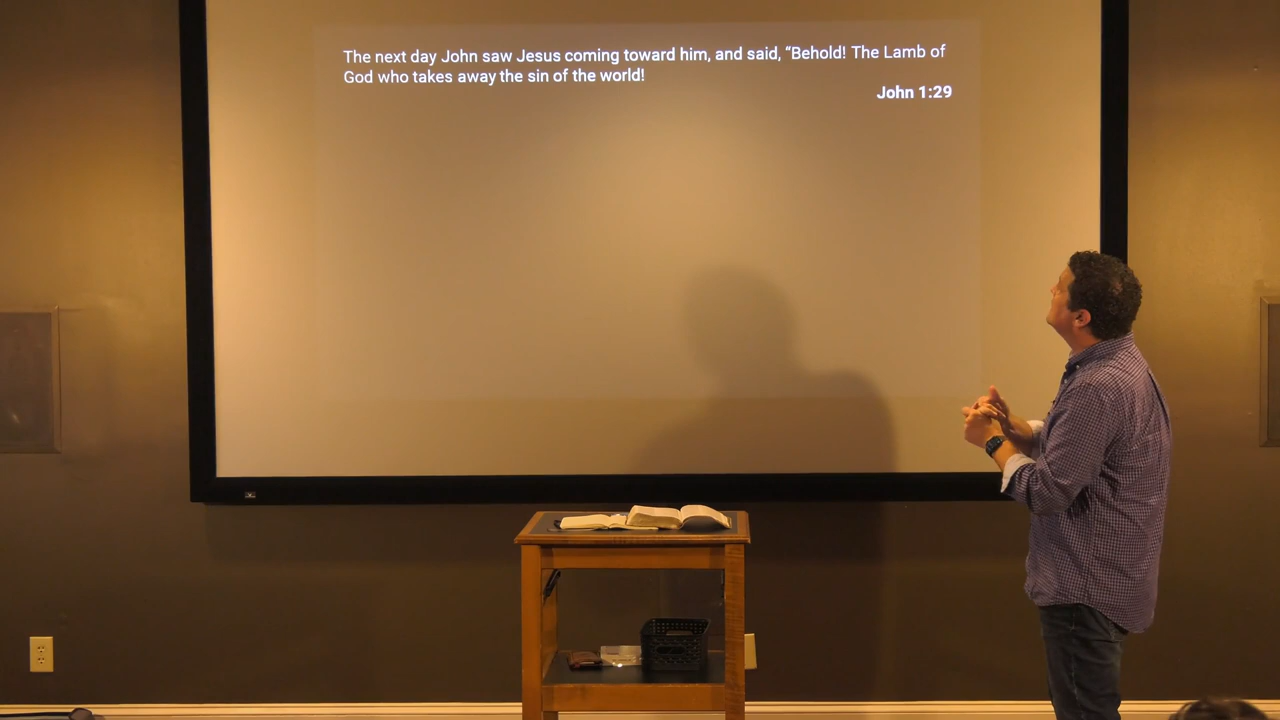 The next day John saw Jesus coming toward him, and said, “Behold! The Lamb of
God who takes away the sin of the world!
John 1:29